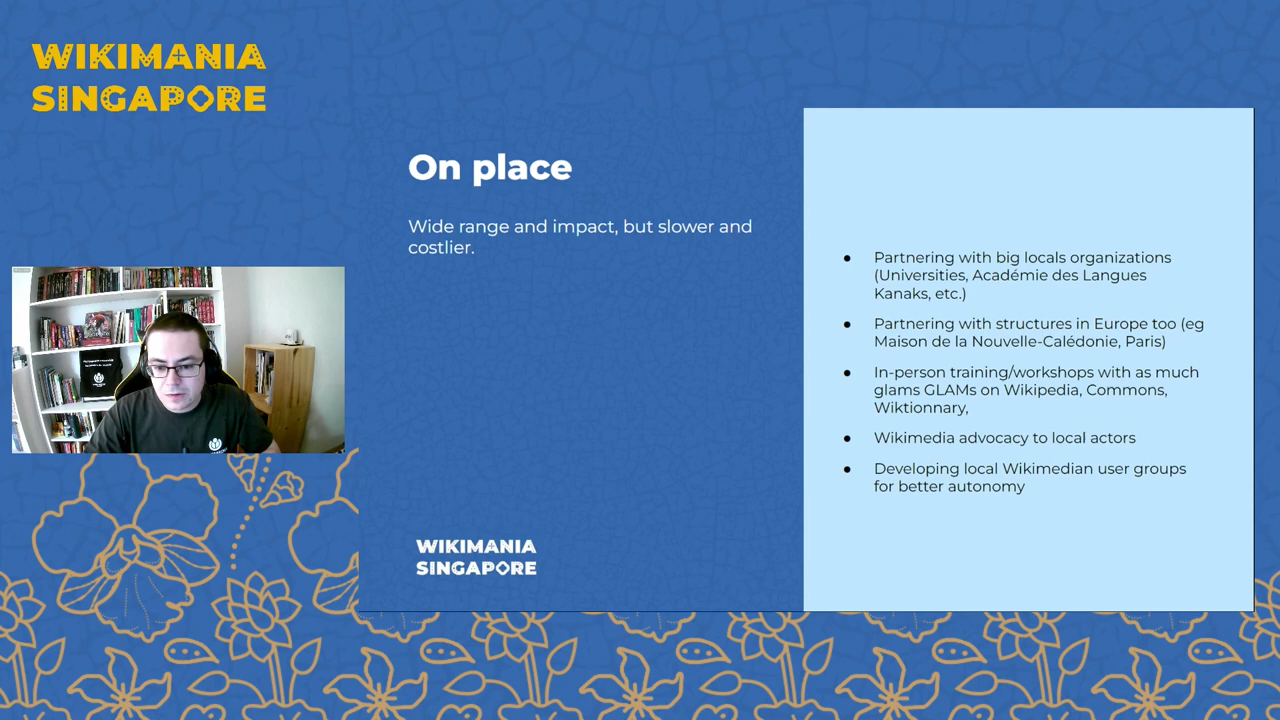 WIKIMANIA
SINGAPORE
On place
Wide range and impact, but slower and
costlier.
● Partnering with big locals organizations
(Universities, Académie des Langues
Kanaks, etc.)
● Partnering with structures in Europe too (eg
Maison de la Nouvelle-Calédonie, Paris)
● In-person training/workshops with as much
glams GLAMs on Wikipedia, Commons,
Wiktionnary,
● Wikimedia advocacy to local actors
● Developing local Wikimedian user groups
for better autonomy
WIKIMANIA
SINGAPORE